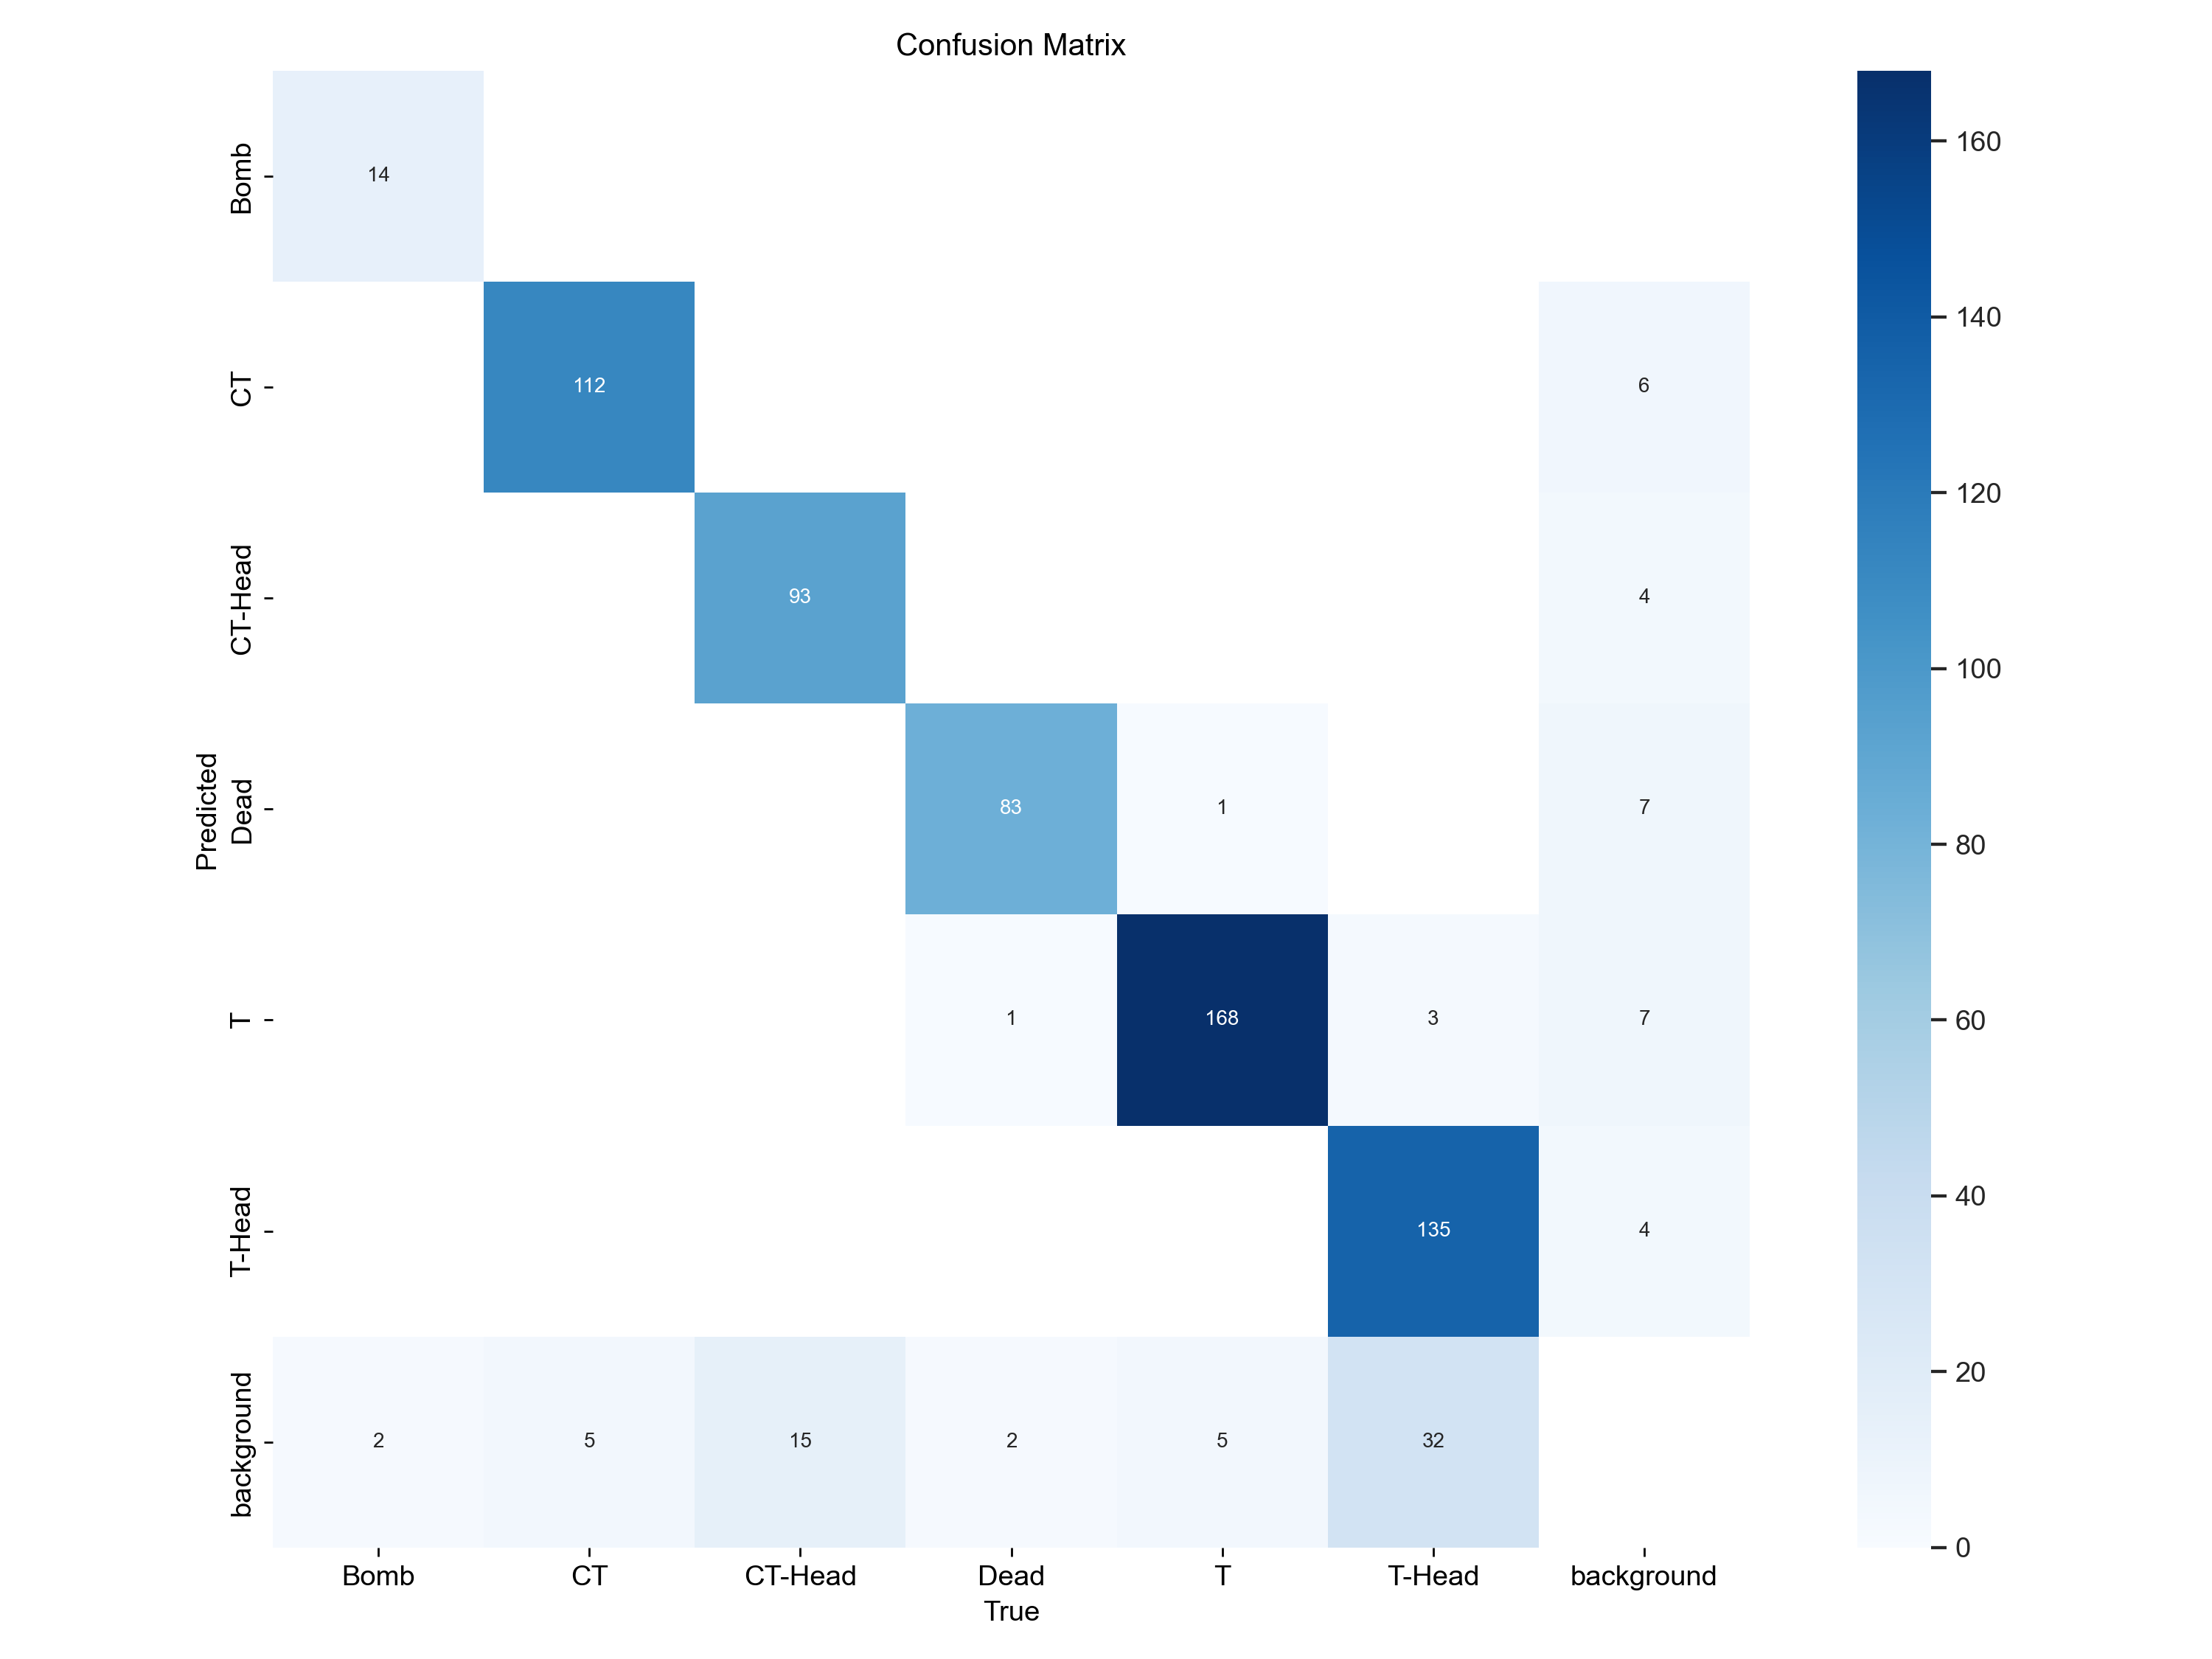 Confusion Matrix
Predicted
Bomb
14
CT
112
6
CT-Head
93
4
Dead
83
1
7
T
1
168
3
7
T-Head
135
4
background
2
5
15
2
5
32
Bomb
CT
CT-Head
Dead
T
T-Head
background
True
160
140
120
100
80
60
40
20
0